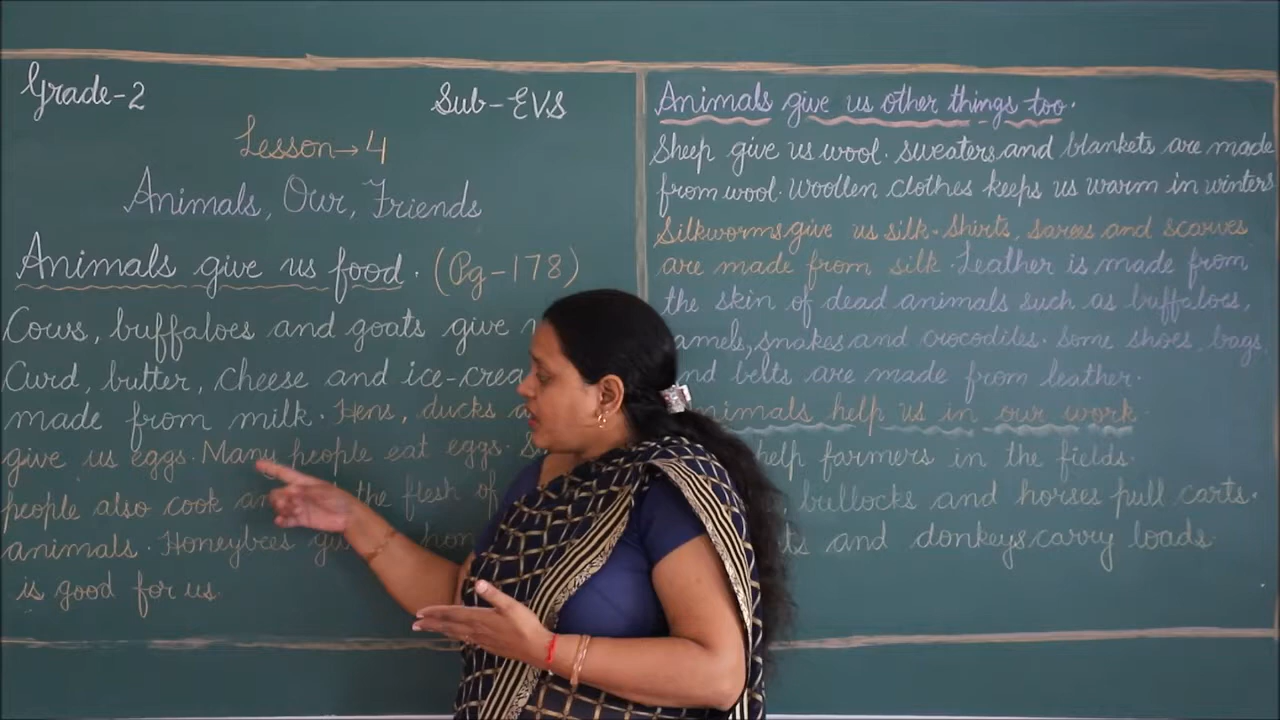 Grade-2
Sub-EVS
Lesson→4
Animals, Our, Friends
Animals give us food. (Pg-178)
Cows, buffaloes and goats give
Curd, butter, cheese and ice-crea
made from milk. Hens, ducks a
give us eggs. Many people eat eggs. S
people also cook an the flesh of
animals. Honeybees gi hon
is good for us.
Animals give us other things too.
Sheep give us wool. sweaters and blankets are made
from wool. Woollen clothes keeps us warm in winters
Silkworms give us silk. Shirts, sarees and scarves
are made from silk. Leather is made from
the skin of dead animals such as buffaloes,
amels, snakes and crocodiles. Some shoes, bags
nd belts are made from leather.
nimals help us in our work.
help farmers in the fields.
, bullocks and horses pull carts.
ts and donkeys carry loads.